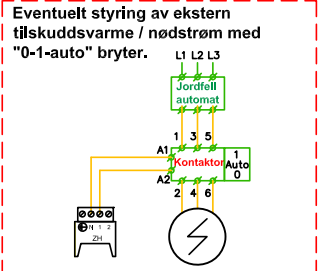 Eventuelt styring av ekstern
tilskuddsvarme / nødstrøm med
"0-1-auto" bryter.
L1 L2 L3
Jordfeil
automat
1 3 5
A1
Kontaktor
1
Auto
0
A2
2 4 6
N 1 2
ZH